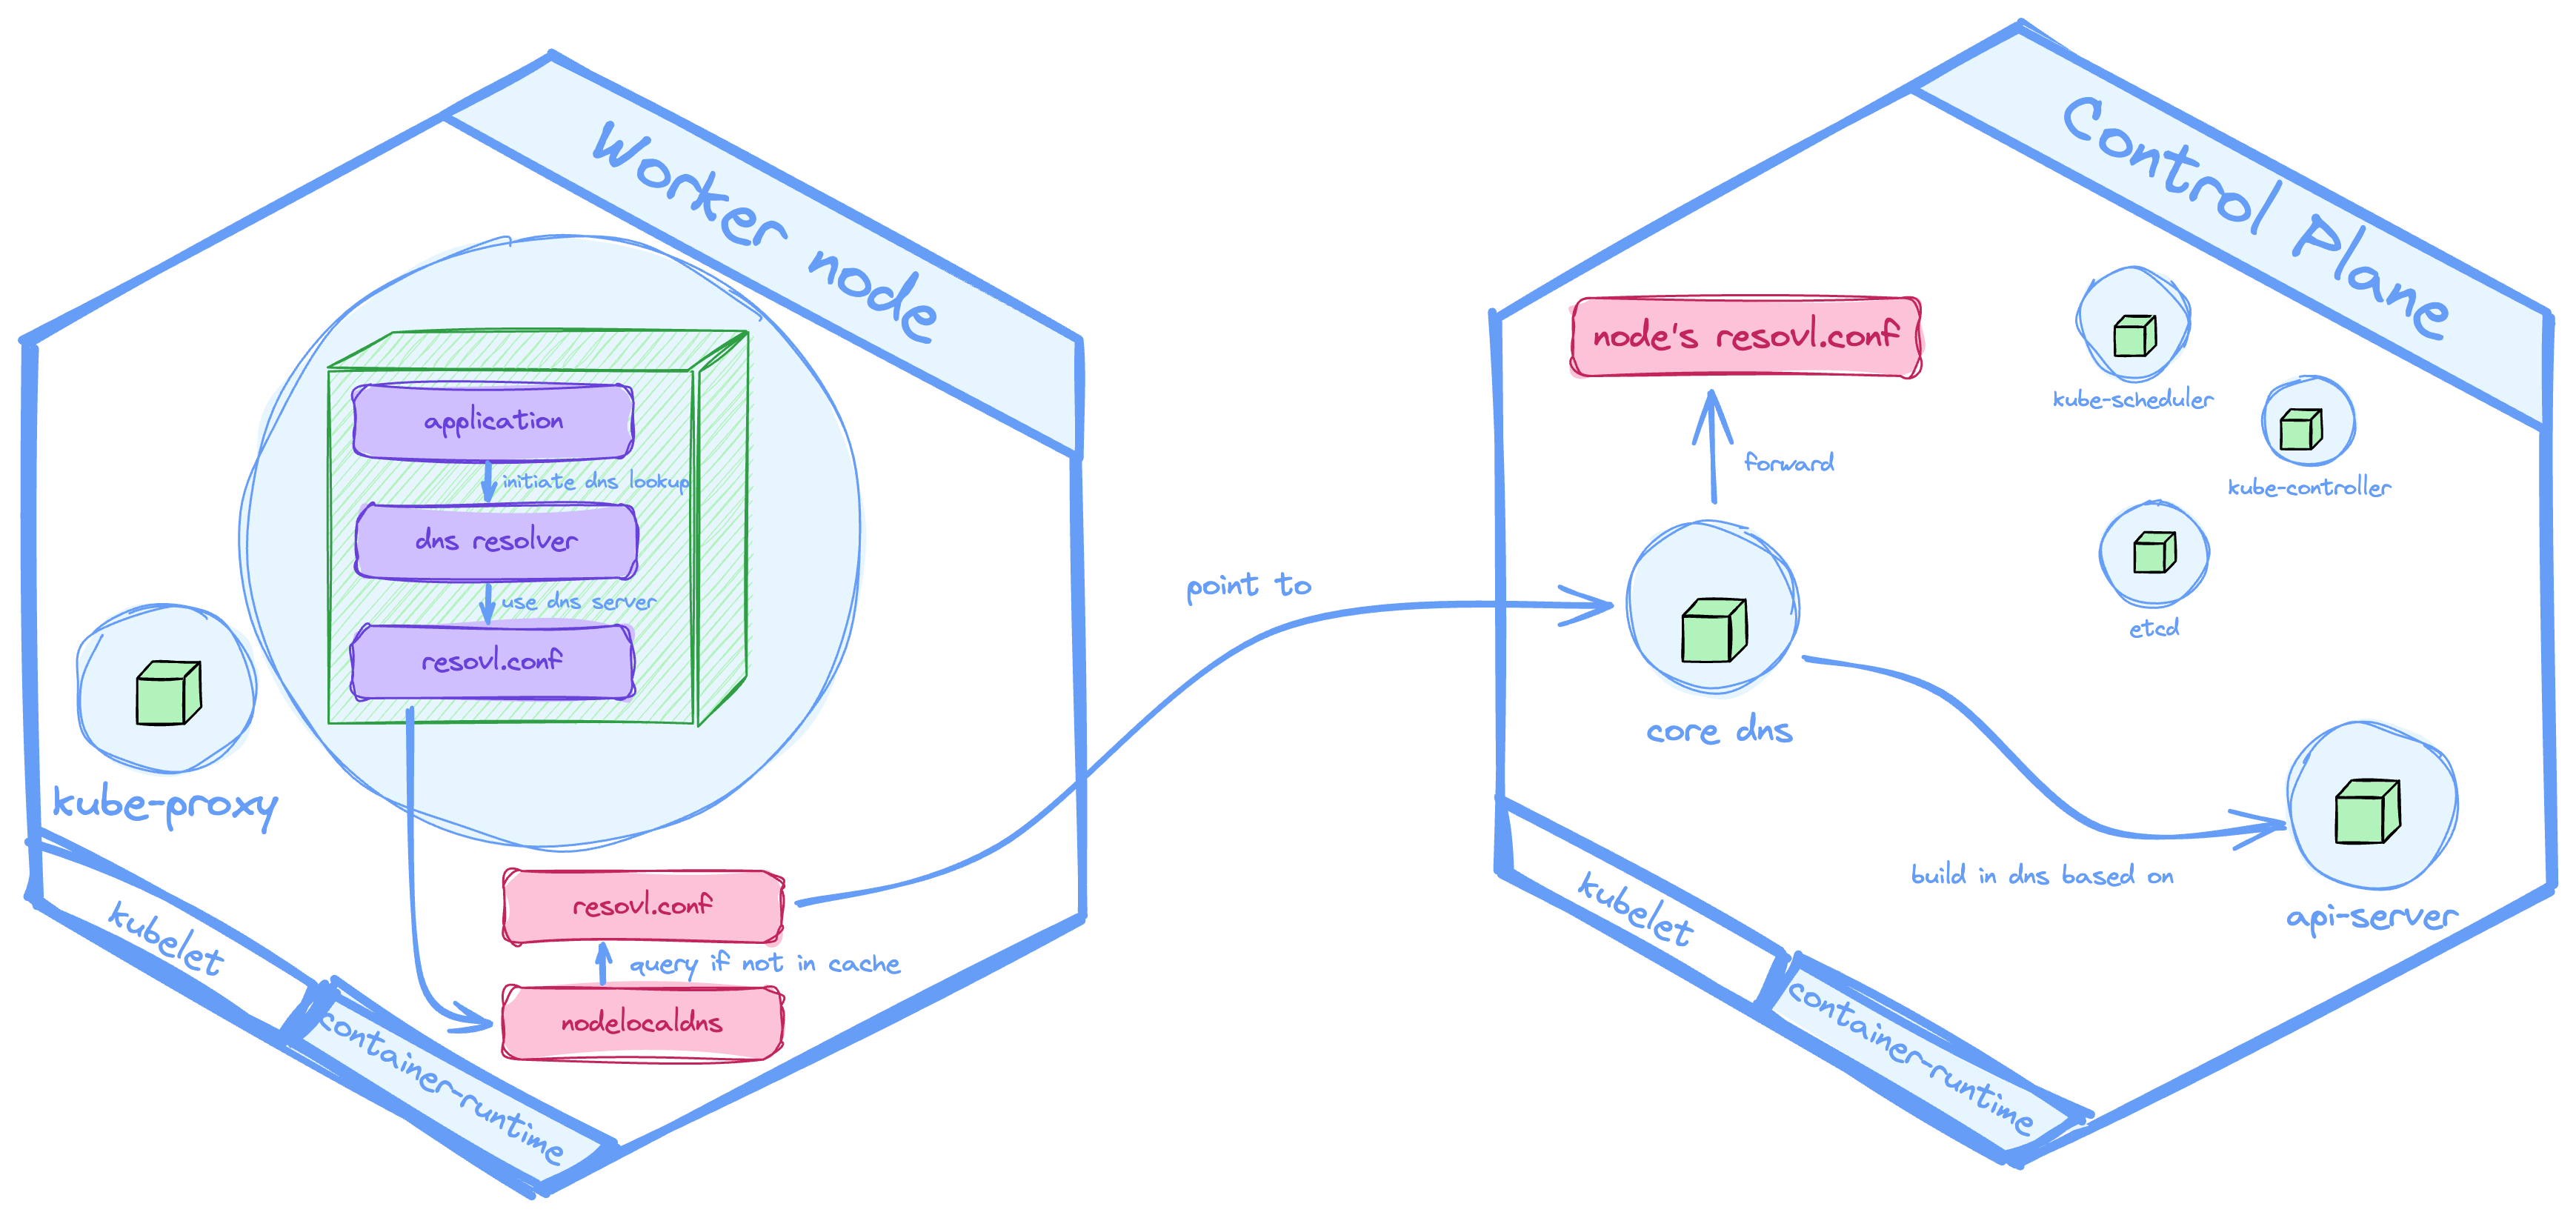 Worker node
application
initiate dns lookup
dns resolver
use dns server
resovl.conf
kube-proxy
resovl.conf
query if not in cache
nodelocaldns
kubelet
container-runtime
point to
Control Plane
node's resovl.conf
forward
core dns
kube-scheduler
kube-controller
etcd
build in dns based on
api-server
kubelet
container-runtime